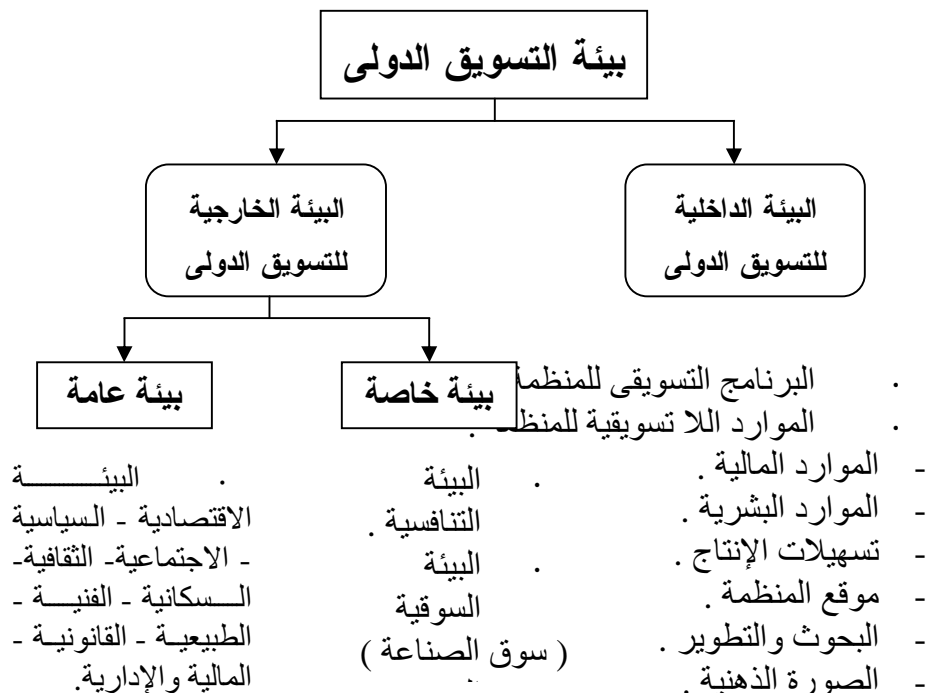 بيئة التسويق الدولى
البيئة الداخلية
للتسويق الدولى
البيئة الخارجية
للتسويق الدولى
بيئة خاصة
بيئة عامة
. البرنامج التسويقى للمنظمة
. الموارد اللا تسويقية للمنظمة .
- الموارد المالية .
- الموارد البشرية .
- تسهيلات الإنتاج .
- موقع المنظمة .
- البحوث والتطوير .
- الصورة الذهنية .
. البيئة
التنافسية .
. البيئة
السوقية
( سوق الصناعة )
. البيئة
الاقتصادية - السياسية
- الاجتماعية- الثقافية-
السكانية - الفنية -
الطبيعية - القانونية -
المالية والإدارية.